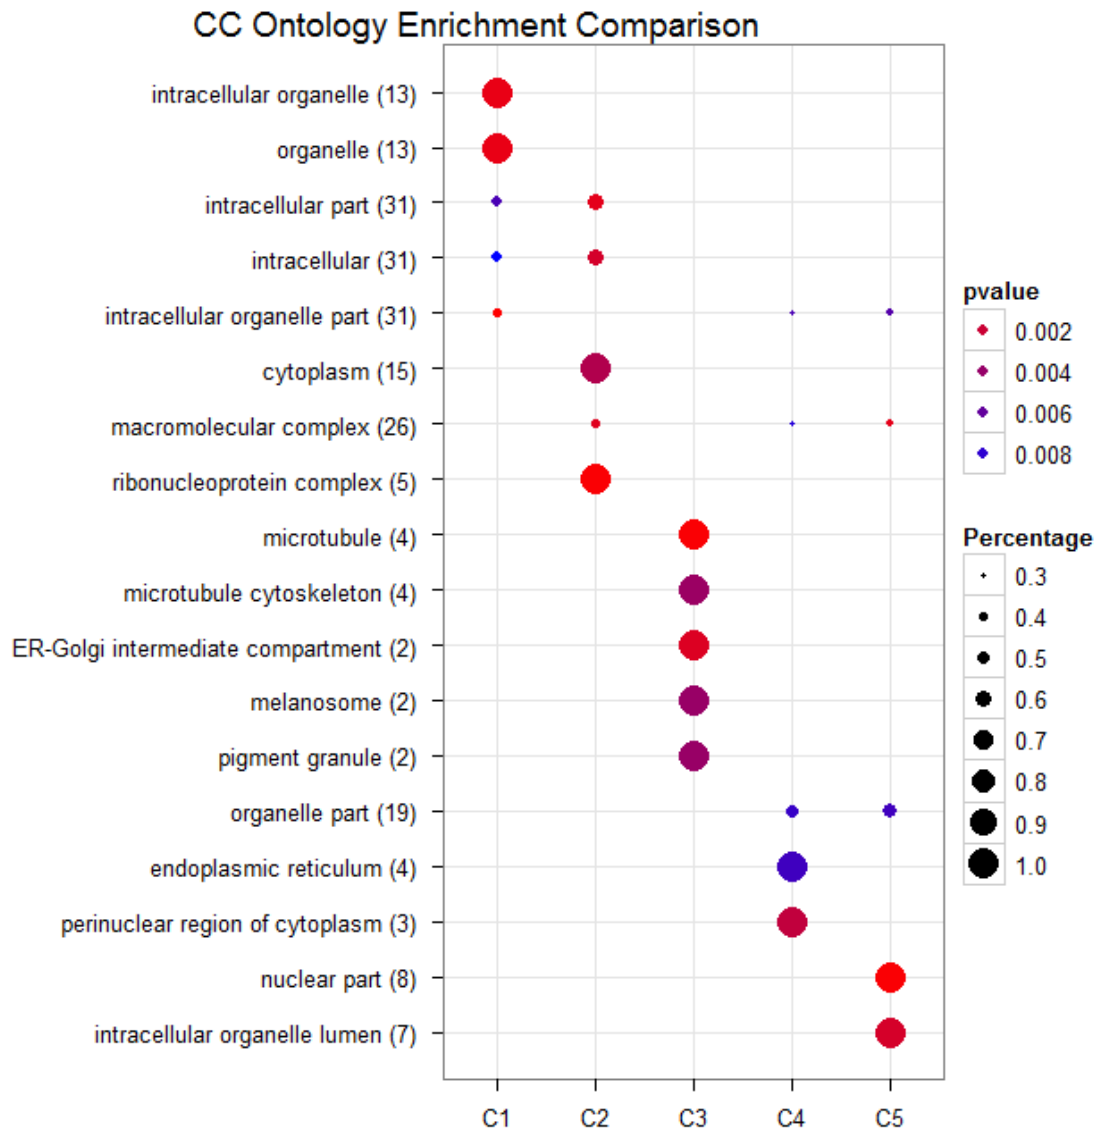 CC Ontology Enrichment Comparison
intracellular organelle (13)
organelle (13)
intracellular part (31)
intracellular (31)
intracellular organelle part (31)
cytoplasm (15)
macromolecular complex (26)
ribonucleoprotein complex (5)
microtubule (4)
microtubule cytoskeleton (4)
ER-Golgi intermediate compartment (2)
melanosome (2)
pigment granule (2)
organelle part (19)
endoplasmic reticulum (4)
perinuclear region of cytoplasm (3)
nuclear part (8)
intracellular organelle lumen (7)
C1 C2 C3 C4 C5
pvalue
0.002
0.004
0.006
0.008
Percentage
0.3
0.4
0.5
0.6
0.7
0.8
0.9
1.0